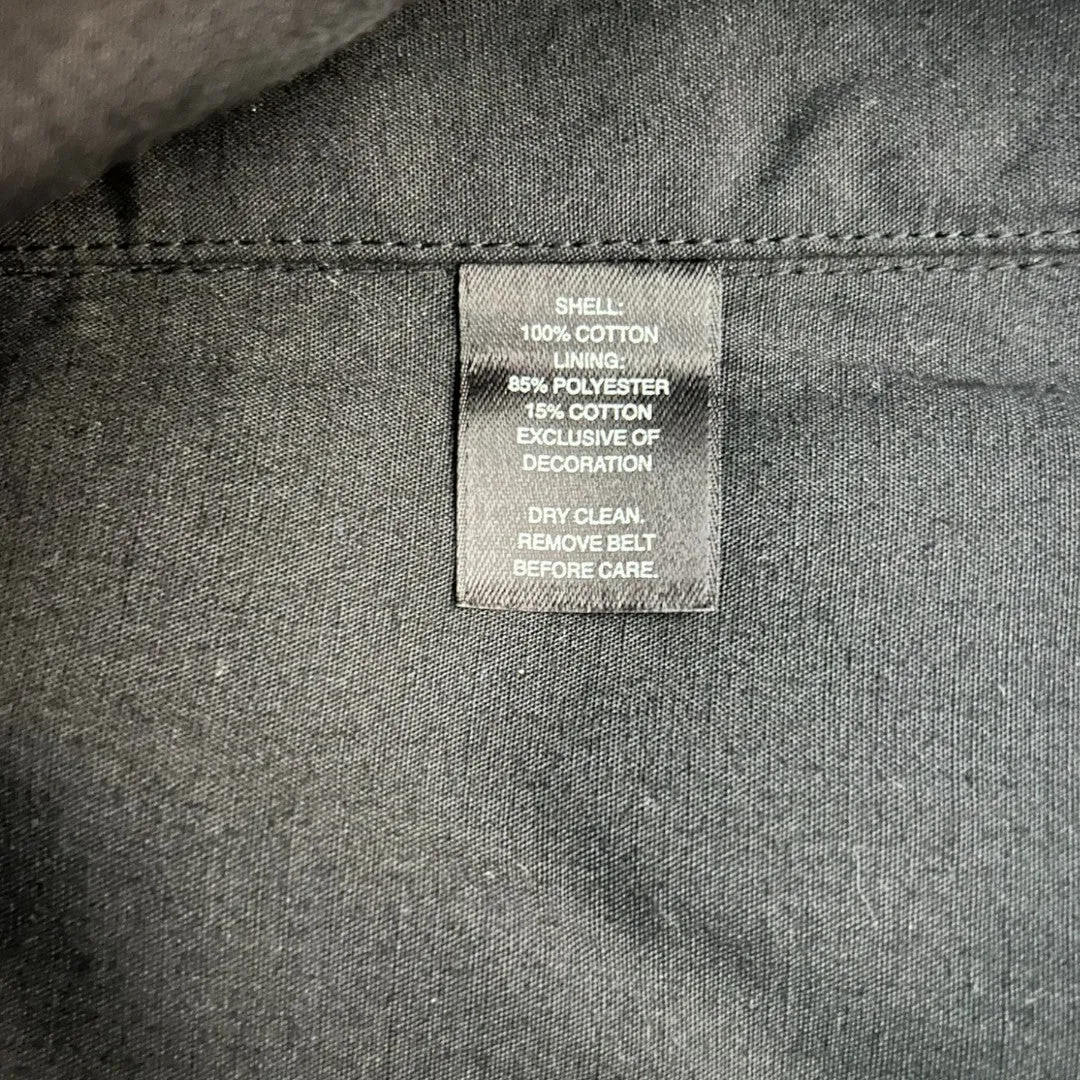 SHELL:
100% COTTON
LINING:
85% POLYESTER
15% COTTON
EXCLUSIVE OF
DECORATION
DRY CLEAN.
REMOVE BELT
BEFORE CARE.